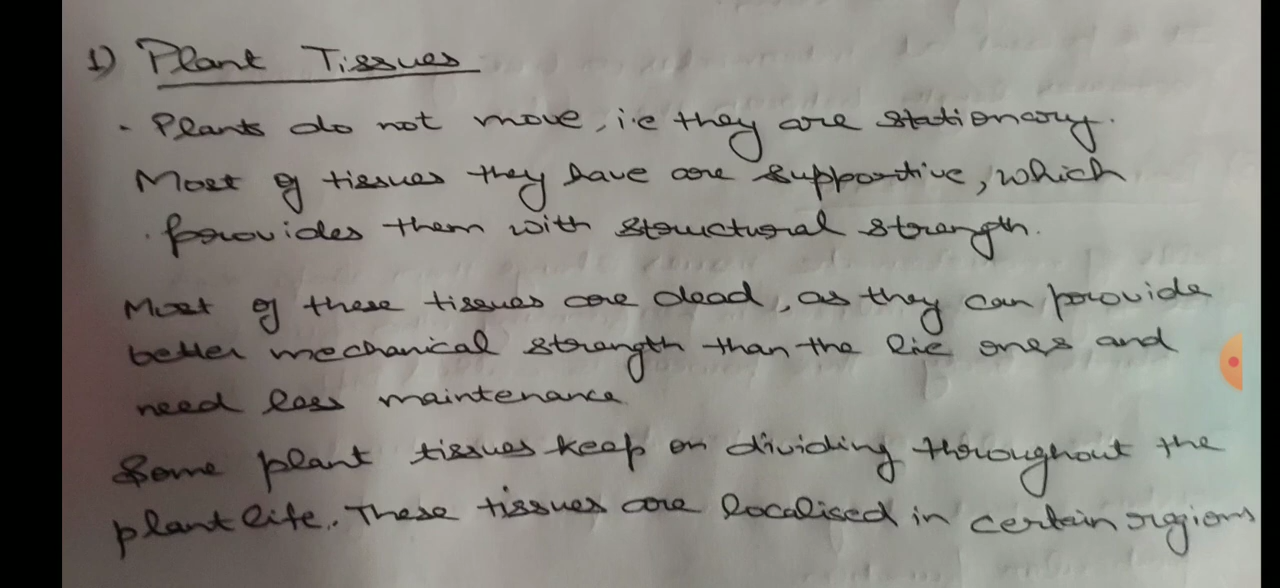 1) Plant Tissues
- Plants do not move, i.e they are stationary.
Most of tissues they have are supportive, which
. provides them with structural strength.
Most of these tissues are dead, as they can provide
better mechanical strength than the lie ones and
need less maintenance
Some plant tissues keep on dividing throughout the
plant life. These tissues are localised in certain regions